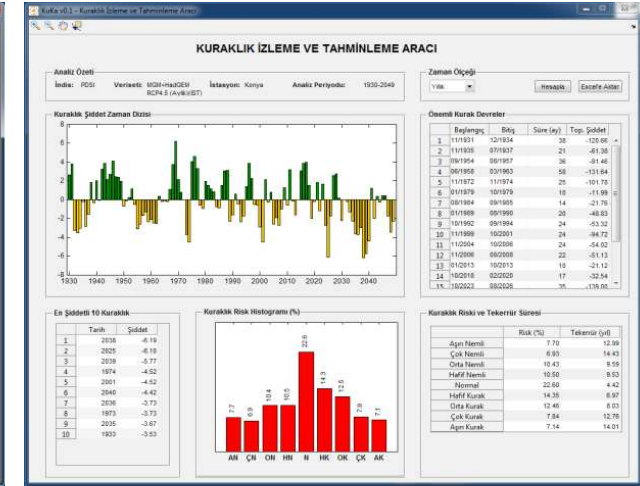 KuKa v0.1 - Kuraklık İzleme ve Tahminleme Aracı
KURAKLIK İZLEME VE TAHMİNLEME ARACI
Analiz Özeti
İndis: PDSI Veriseti: MGM+HadGEM İstasyon: Konya Analiz Periyodu: 1930-2049
RCP4.5 (Aylık)(IST)
Zaman Ölçeği
Yıllık Hesapla Excel'e Aktar
Kuraklık Şiddet Zaman Dizisi
8
6
4
2
0
-2
-4
-6
-8
1930 1940 1950 1960 1970 1980 1990 2000 2010 2020 2030 2040
Önemli Kurak Devreler
Başlangıç Bitiş Süre (ay) Top. Şiddet
1 11/1931 12/1934 38 -128.66
2 11/1935 07/1937 21 -61.38
3 09/1954 08/1957 36 -91.46
4 06/1958 03/1963 58 -131.64
5 11/1972 11/1974 25 -101.78
6 01/1979 10/1979 10 -11.99
7 08/1984 09/1985 14 -21.76
8 01/1989 08/1990 20 -48.83
9 10/1992 09/1994 24 -53.32
10 11/1999 10/2001 24 -94.72
11 11/2004 10/2006 24 -54.02
12 11/2006 08/2008 22 -51.13
13 01/2013 10/2013 10 -21.12
14 10/2018 02/2020 17 -32.54
15 10/2023 08/2026 35 -139.00
En Şiddetli 10 Kuraklık
Tarih Şiddet
1 2038 -6.19
2 2025 -6.10
3 2039 -5.77
4 1974 -4.52
5 2001 -4.52
6 2040 -4.42
7 2036 -3.73
8 1973 -3.73
9 2035 -3.67
10 1933 -3.53
Kuraklık Risk Histogramı (%)
7.7 6.9 10.4 10.5 22.6 14.3 12.5 7.8 7.1
AN ÇN ON HN N HK OK ÇK AK
Kuraklık Riski ve Tekerrür Süresi
Risk (%) Tekerrür (yıl)
Aşırı Nemli 7.70 12.99
Çok Nemli 6.93 14.43
Orta Nemli 10.43 9.59
Hafif Nemli 10.50 9.53
Normal 22.60 4.42
Hafif Kurak 14.35 6.97
Orta Kurak 12.46 8.03
Çok Kurak 7.84 12.76
Aşırı Kurak 7.14 14.01